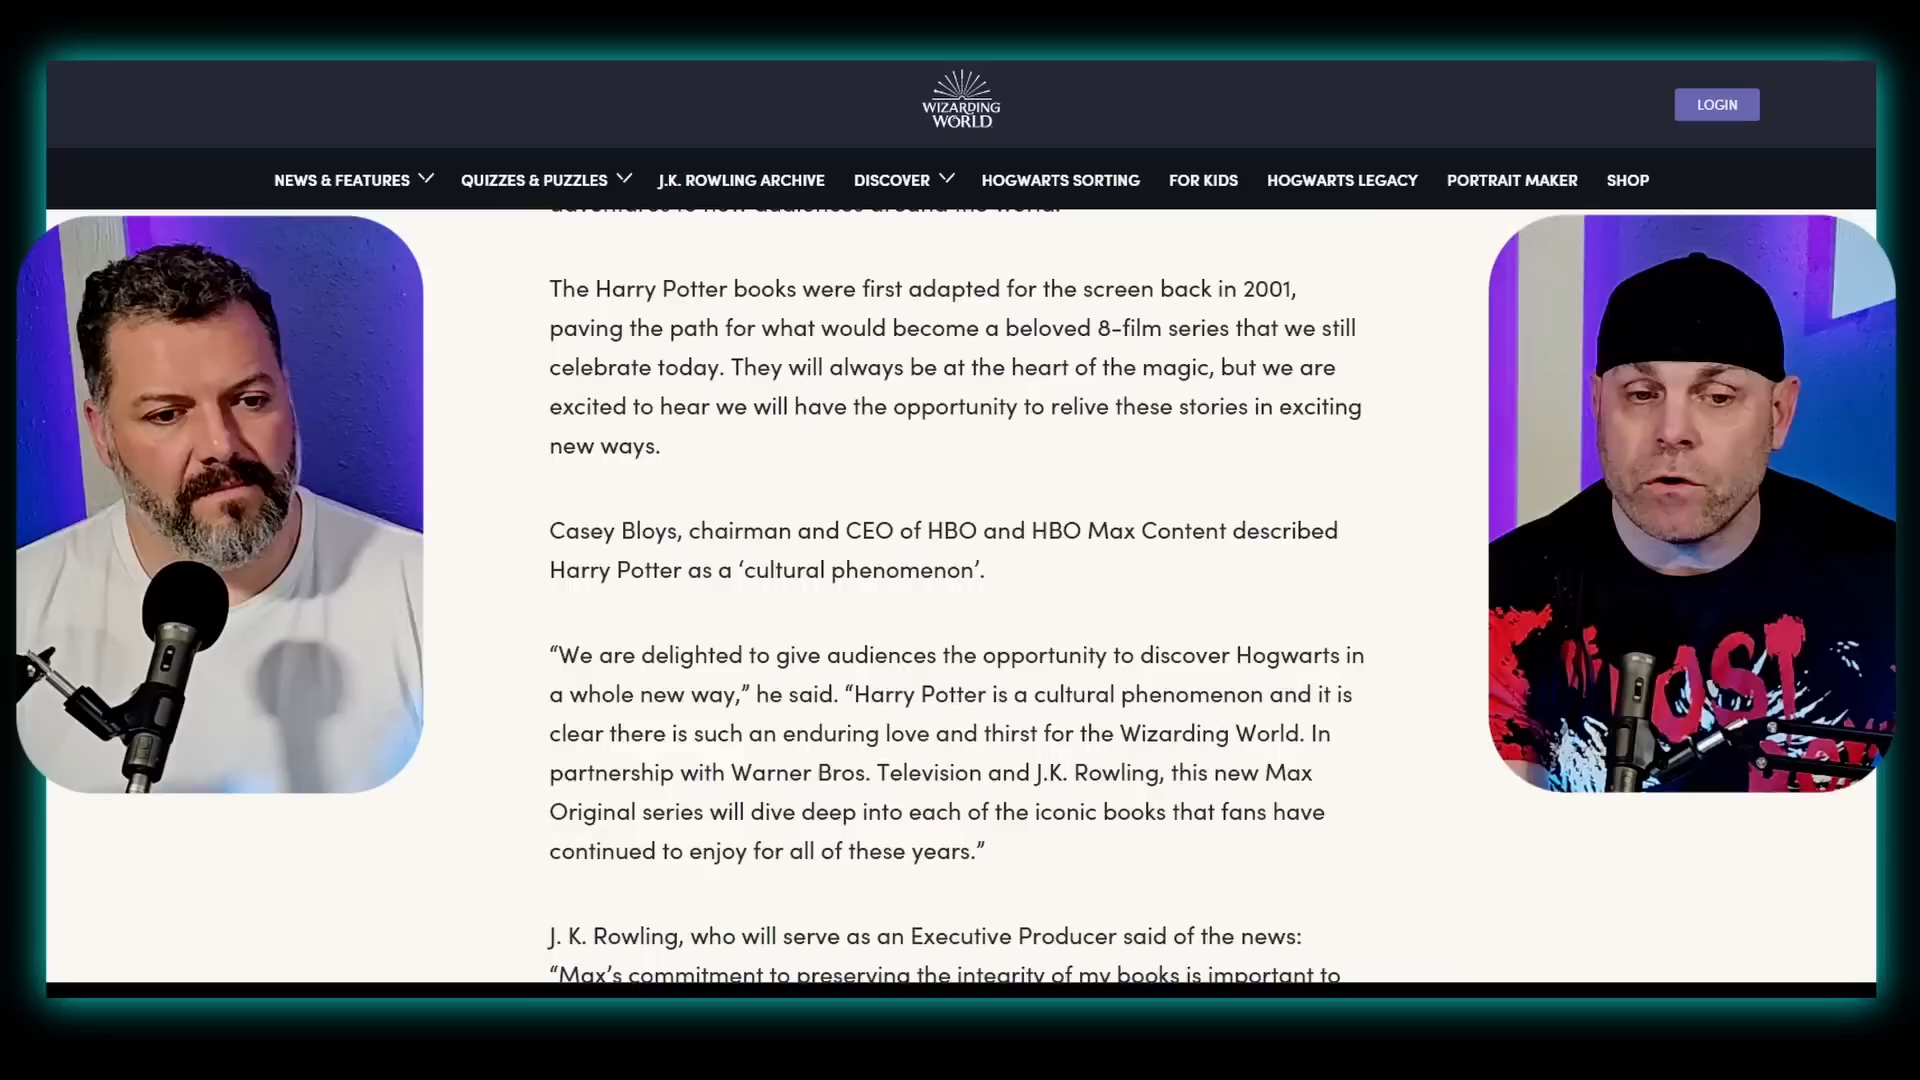 WIZARDING
WORLD
LOGIN
NEWS & FEATURES
QUIZZES & PUZZLES
J.K. ROWLING ARCHIVE
DISCOVER
HOGWARTS SORTING
FOR KIDS
HOGWARTS LEGACY
PORTRAIT MAKER
SHOP
adventures to new audiences around the world.
The Harry Potter books were first adapted for the screen back in 2001,
paving the path for what would become a beloved 8-film series that we still
celebrate today. They will always be at the heart of the magic, but we are
excited to hear we will have the opportunity to relive these stories in exciting
new ways.
Casey Bloys, chairman and CEO of HBO and HBO Max Content described
Harry Potter as a ‘cultural phenomenon’.
“We are delighted to give audiences the opportunity to discover Hogwarts in
a whole new way,” he said. “Harry Potter is a cultural phenomenon and it is
clear there is such an enduring love and thirst for the Wizarding World. In
partnership with Warner Bros. Television and J.K. Rowling, this new Max
Original series will dive deep into each of the iconic books that fans have
continued to enjoy for all of these years.”
J. K. Rowling, who will serve as an Executive Producer said of the news:
“Max’s commitment to preserving the integrity of my books is important to